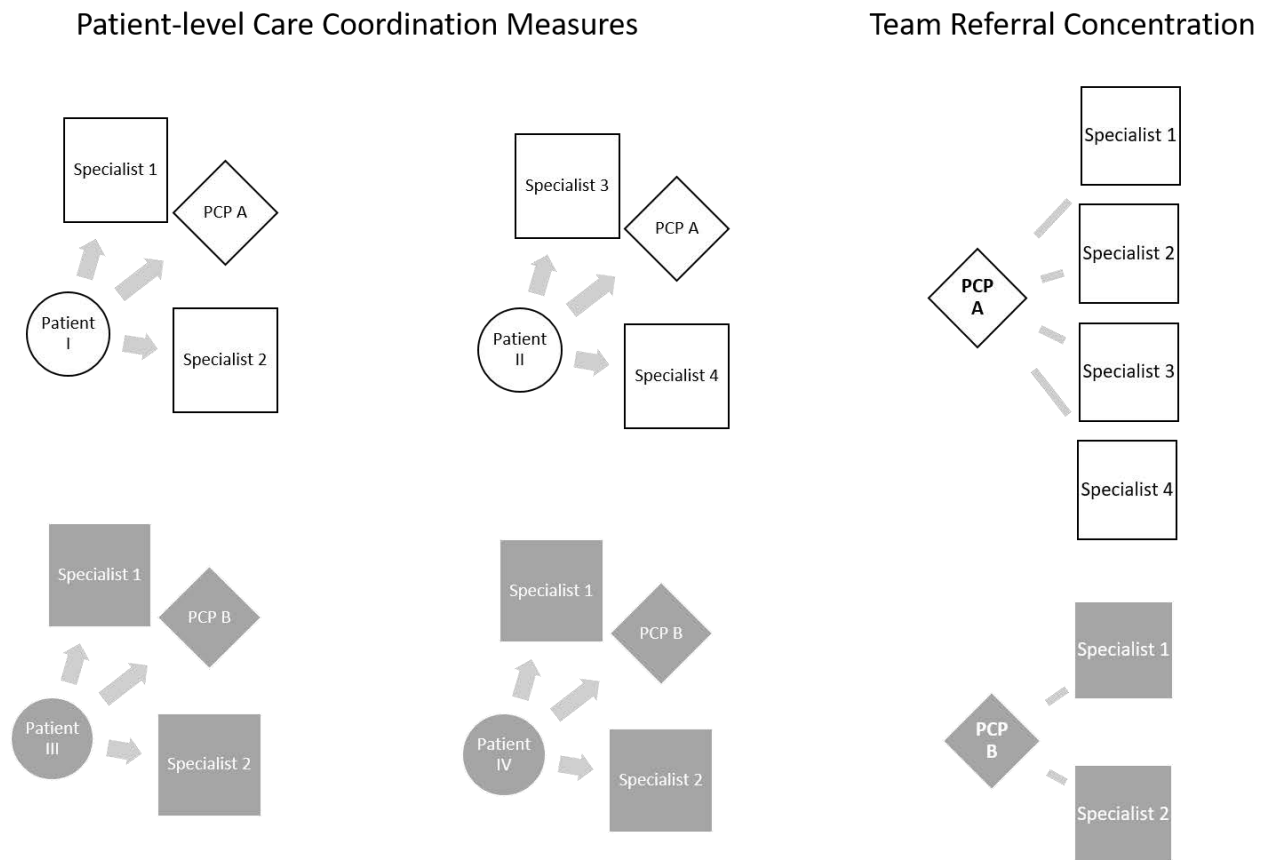 Patient-level Care Coordination Measures
Team Referral Concentration
Specialist 1
PCP A
Patient
I
Specialist 2
Specialist 3
PCP A
Patient
II
Specialist 4
Specialist 1
Specialist 2
PCP
A
Specialist 3
Specialist 4
Specialist 1
PCP B
Patient
III
Specialist 2
Specialist 1
PCP B
Patient
IV
Specialist 2
Specialist 1
PCP
B
Specialist 2